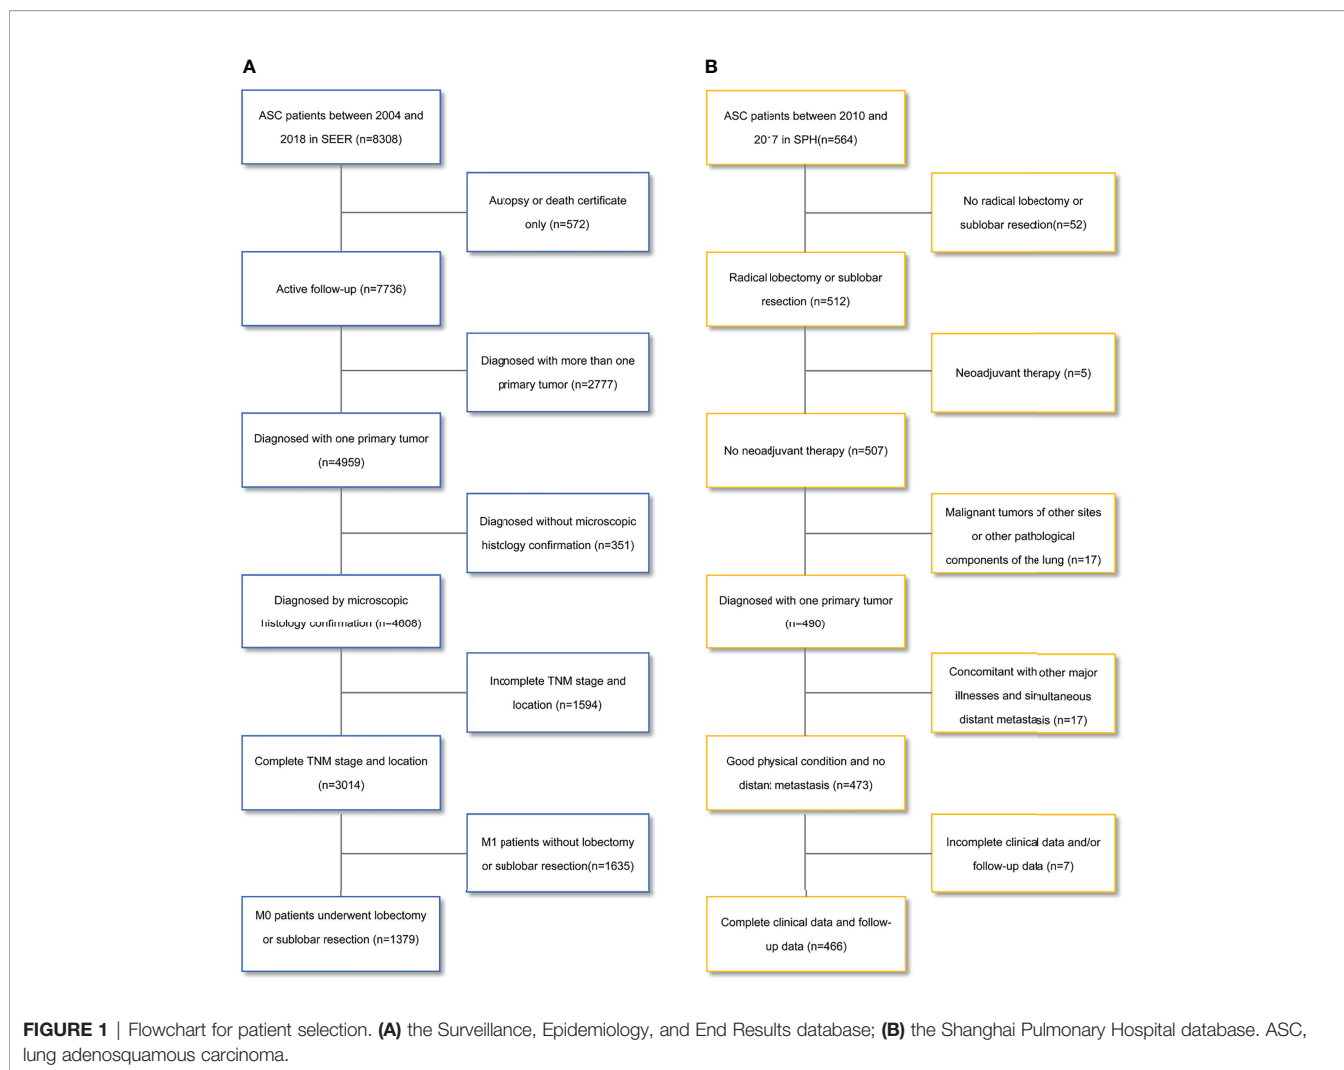 A
ASC patients between 2004 and
2018 in SEER (n=8308)
Autopsy or death certificate
only (n=572)
Active follow-up (n=7736)
Diagnosed with more than one
primary tumor (n=2777)
Diagnosed with one primary tumor
(n=4959)
Diagnosed without microscopic
histology confirmation (n=351)
Diagnosed by microscopic
histology confirmation (n=4608)
Incomplete TNM stage and
location (n=1594)
Complete TNM stage and location
(n=3014)
M1 patients without lobectomy
or sublobar resection(n=1635)
M0 patients underwent lobectomy
or sublobar resection (n=1379)
B
ASC patients between 2010 and
2017 in SPH(n=564)
No radical lobectomy or
sublobar resection(n=52)
Radical lobectomy or sublobar
resection (n=512)
Neoadjuvant therapy (n=5)
No neoadjuvant therapy (n=507)
Malignant tumors of other sites
or other pathological
components of the lung (n=17)
Diagnosed with one primary tumor
(n=490)
Concomitant with other major
illnesses and simultaneous
distant metastasis (n=17)
Good physical condition and no
distant metastasis (n=473)
Incomplete clinical data and/or
follow-up data (n=7)
Complete clinical data and follow-
up data (n=466)
FIGURE 1 | Flowchart for patient selection. (A) the Surveillance, Epidemiology, and End Results database; (B) the Shanghai Pulmonary Hospital database. ASC,
lung adenosquamous carcinoma.